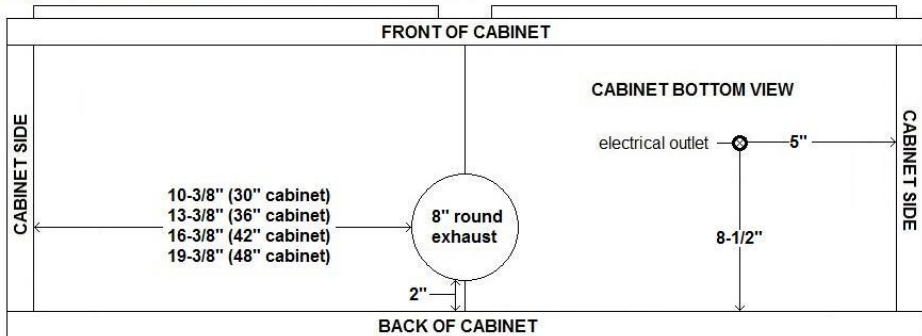 FRONT OF CABINET
CABINET SIDE
CABINET BOTTOM VIEW
electrical outlet
5"
CABINET SIDE
10-3/8" (30" cabinet)
13-3/8" (36" cabinet)
16-3/8" (42" cabinet)
19-3/8" (48" cabinet)
8" round
exhaust
8-1/2"
2"
BACK OF CABINET